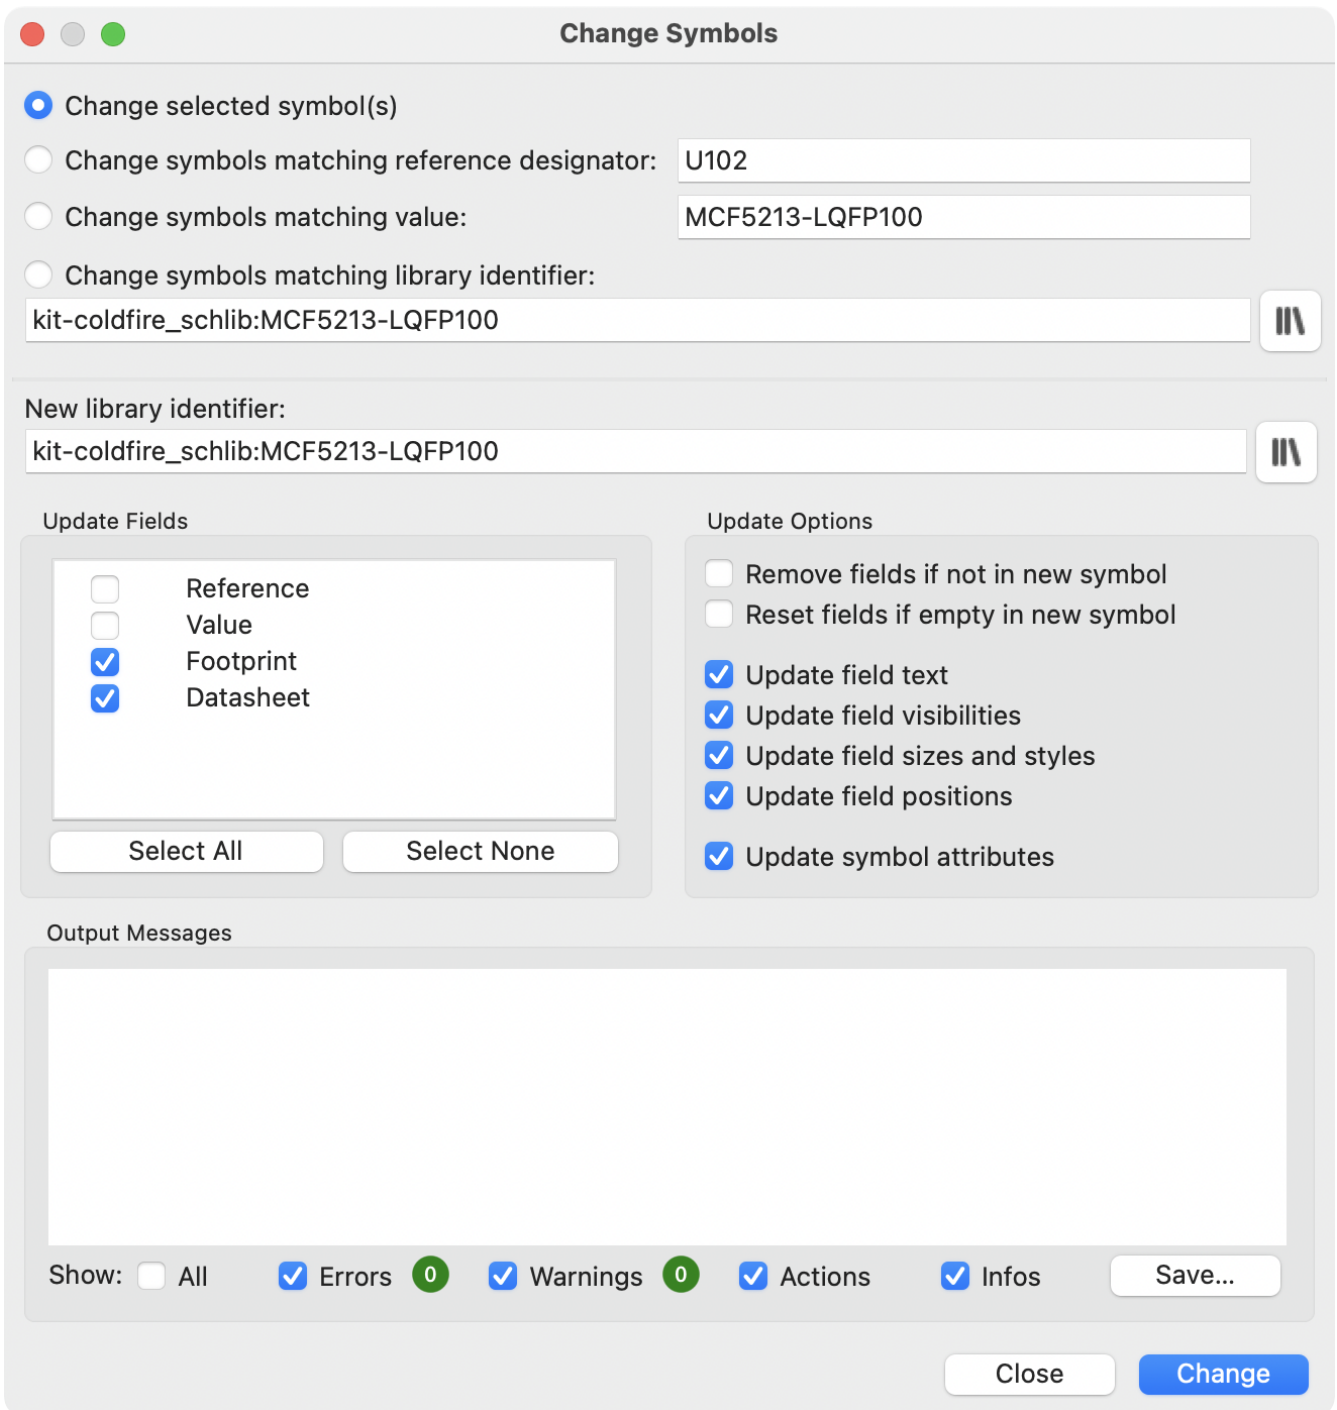 Change Symbols
Change selected symbol(s)
Change symbols matching reference designator: U102
Change symbols matching value: MCF5213-LQFP100
Change symbols matching library identifier:
kit-coldfire_schlib:MCF5213-LQFP100
New library identifier:
kit-coldfire_schlib:MCF5213-LQFP100
Update Fields
Reference
Value
Footprint
Datasheet
Select All Select None
Update Options
Remove fields if not in new symbol
Reset fields if empty in new symbol
Update field text
Update field visibilities
Update field sizes and styles
Update field positions
Update symbol attributes
Output Messages
Show: All Errors 0 Warnings 0 Actions Infos Save...
Close Change